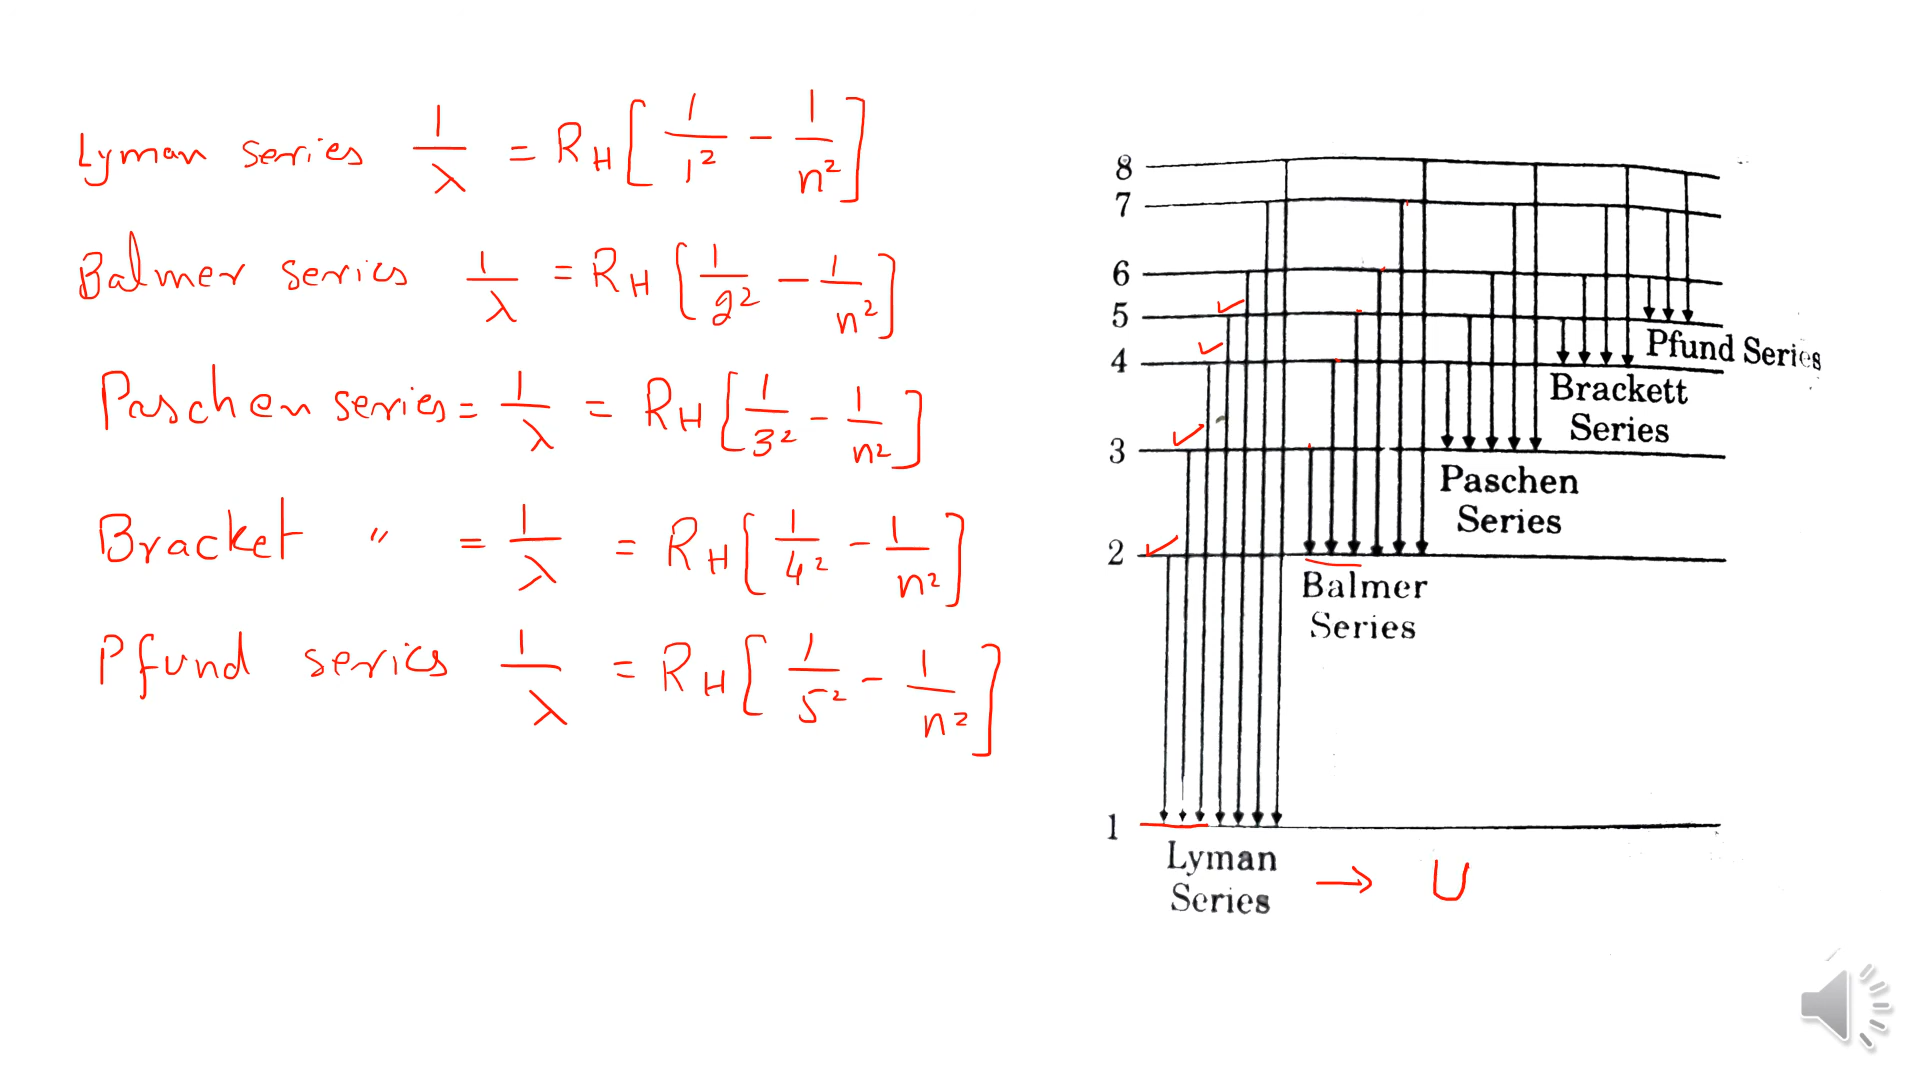 Lyman series 1/λ = R_H [1/1² − 1/n²]
Balmer series 1/λ = R_H [1/2² − 1/n²]
Paschen series = 1/λ = R_H [1/3² − 1/n²]
Bracket " = 1/λ = R_H [1/4² − 1/n²]
Pfund series 1/λ = R_H [1/5² − 1/n²]
8
7
6
5
4
3
2
1
Pfund Series
Brackett
Series
Paschen
Series
Balmer
Series
Lyman
Series
→ U